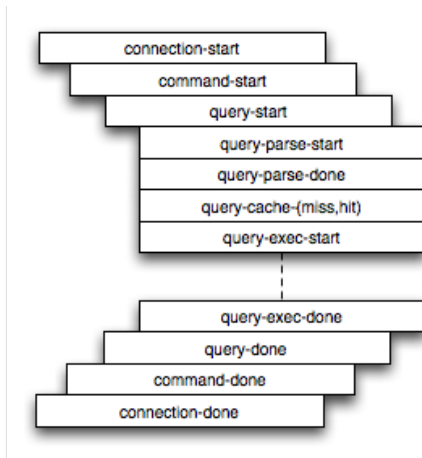 connection-start
command-start
query-start
query-parse-start
query-parse-done
query-cache-{miss,hit)
query-exec-start
query-exec-done
query-done
command-done
connection-done